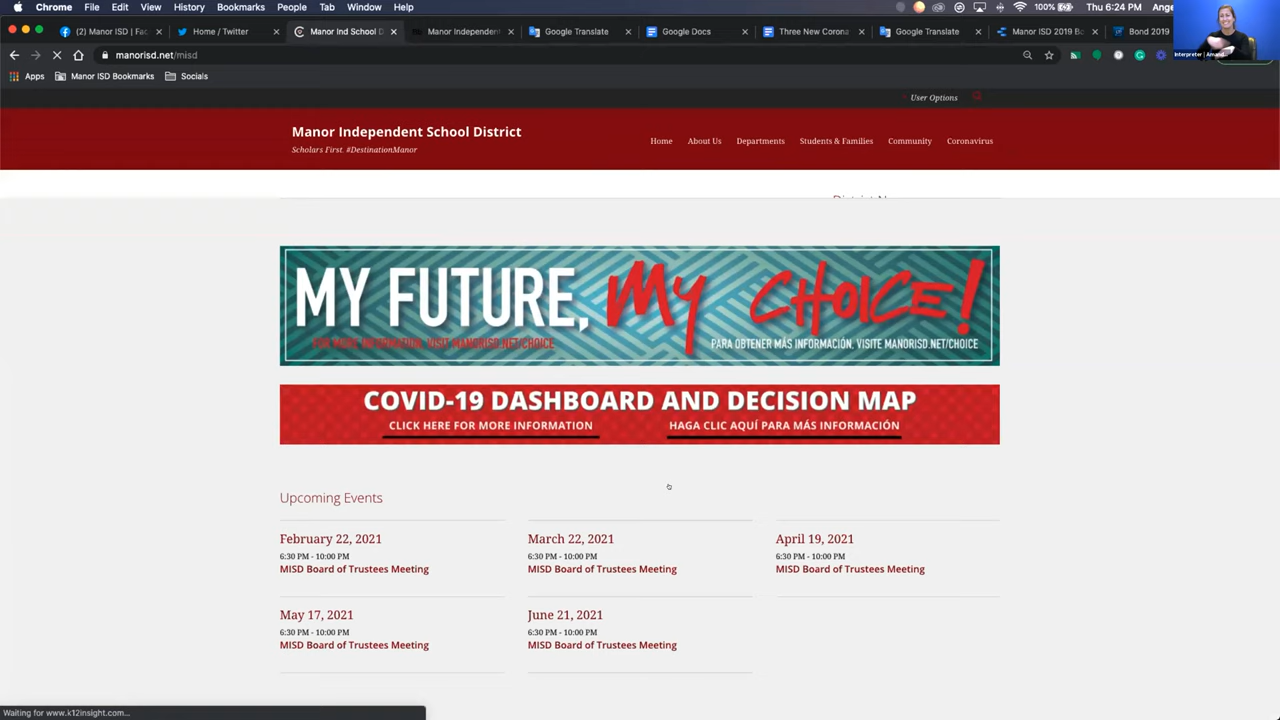 Chrome File Edit View History Bookmarks People Tab Window Help
100% Thu 6:24 PM Ange
(2) Manor ISD | Fac
Home / Twitter
Manor Ind School D
Manor Independent
Google Translate
Google Docs
Three New Corona
Google Translate
Manor ISD 2019 Bo
Bond 2019
Interpreter | Amand...
manorisd.net/misd
Apps Manor ISD Bookmarks Socials
User Options
Manor Independent School District
Scholars First. #DestinationManor
Home About Us Departments Students & Families Community Coronavirus
MY FUTURE, My CHOICE!
FOR MORE INFORMATION, VISIT MANORISD.NET/CHOICE
PARA OBTENER MÁS INFORMACIÓN, VISITE MANORISD.NET/CHOICE
COVID-19 DASHBOARD AND DECISION MAP
CLICK HERE FOR MORE INFORMATION HAGA CLIC AQUÍ PARA MÁS INFORMACIÓN
Upcoming Events
February 22, 2021
6:30 PM - 10:00 PM
MISD Board of Trustees Meeting
March 22, 2021
6:30 PM - 10:00 PM
MISD Board of Trustees Meeting
April 19, 2021
6:30 PM - 10:00 PM
MISD Board of Trustees Meeting
May 17, 2021
6:30 PM - 10:00 PM
MISD Board of Trustees Meeting
June 21, 2021
6:30 PM - 10:00 PM
MISD Board of Trustees Meeting
Waiting for www.k12insight.com...